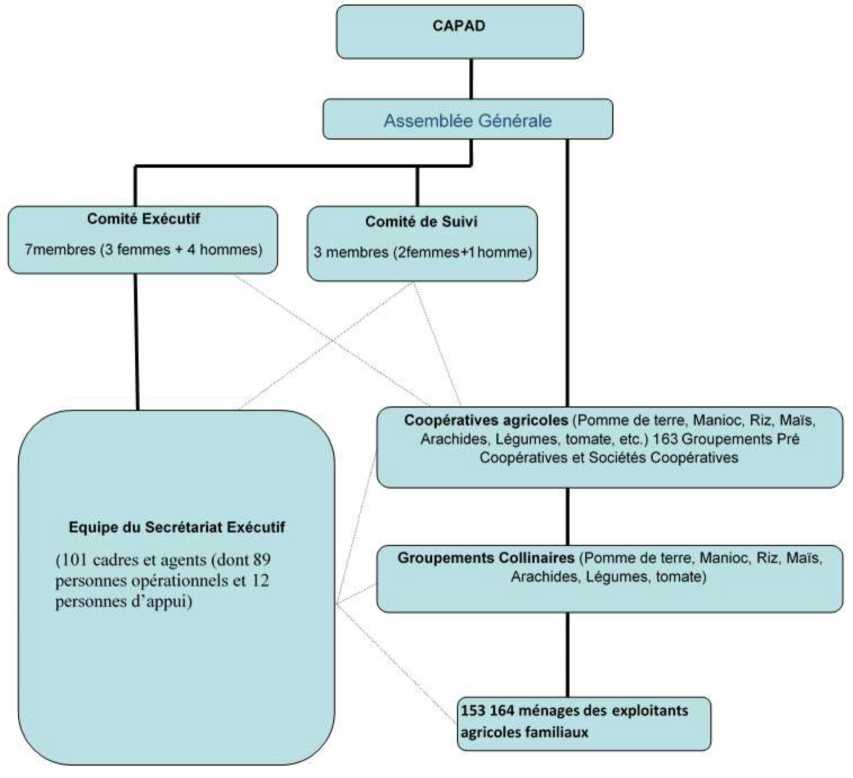 CAPAD
Assemblée Générale
Comité Exécutif
7membres (3 femmes + 4 hommes)
Comité de Suivi
3 membres (2femmes+1homme)
Coopératives agricoles (Pomme de terre, Manioc, Riz, Maïs,
Arachides, Légumes, tomate, etc.) 163 Groupements Pré
Coopératives et Sociétés Coopératives
Equipe du Secrétariat Exécutif
(101 cadres et agents (dont 89
personnes opérationnels et 12
personnes d'appui)
Groupements Collinaires (Pomme de terre, Manioc, Riz, Maïs,
Arachides, Légumes, tomate)
153 164 ménages des exploitants
agricoles familiaux